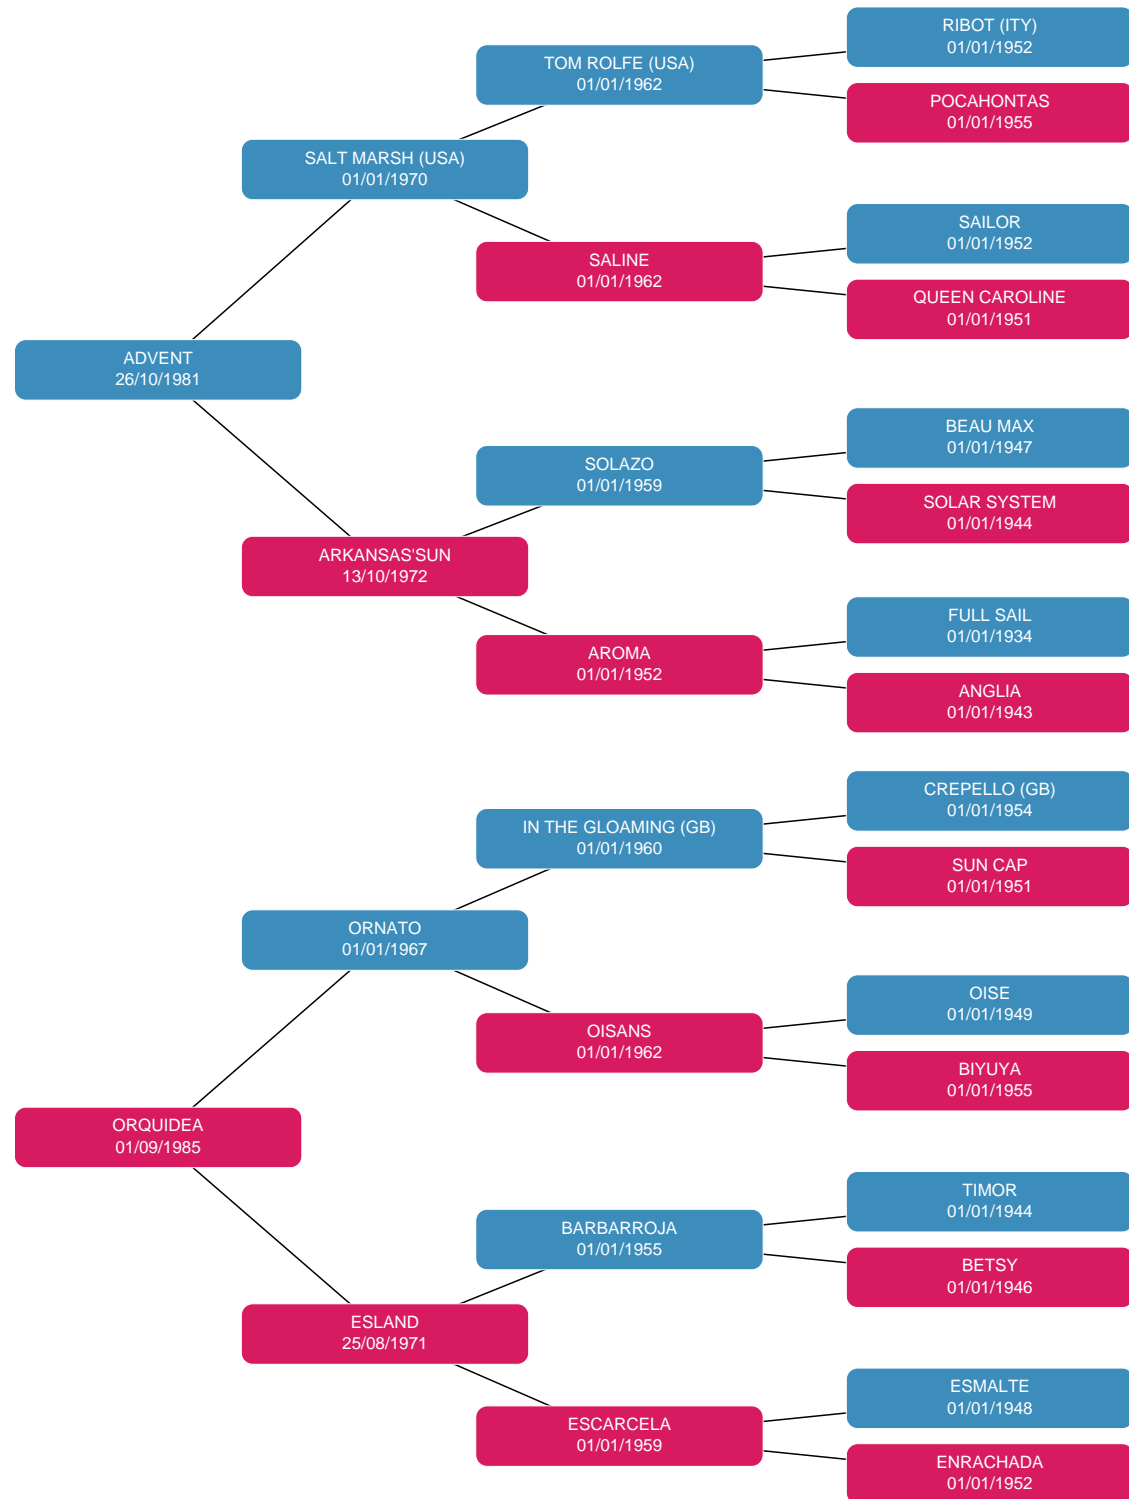 RIBOT (ITY)
01/01/1952
TOM ROLFE (USA)
01/01/1962
POCAHONTAS
01/01/1955
SALT MARSH (USA)
01/01/1970
SAILOR
01/01/1952
SALINE
01/01/1962
QUEEN CAROLINE
01/01/1951
ADVENT
26/10/1981
BEAU MAX
01/01/1947
SOLAZO
01/01/1959
SOLAR SYSTEM
01/01/1944
ARKANSAS'SUN
13/10/1972
FULL SAIL
01/01/1934
AROMA
01/01/1952
ANGLIA
01/01/1943
CREPELLO (GB)
01/01/1954
IN THE GLOAMING (GB)
01/01/1960
SUN CAP
01/01/1951
ORNATO
01/01/1967
OISE
01/01/1949
OISANS
01/01/1962
BIYUYA
01/01/1955
ORQUIDEA
01/09/1985
TIMOR
01/01/1944
BARBARROJA
01/01/1955
BETSY
01/01/1946
ESLAND
25/08/1971
ESMALTE
01/01/1948
ESCARCELA
01/01/1959
ENRACHADA
01/01/1952